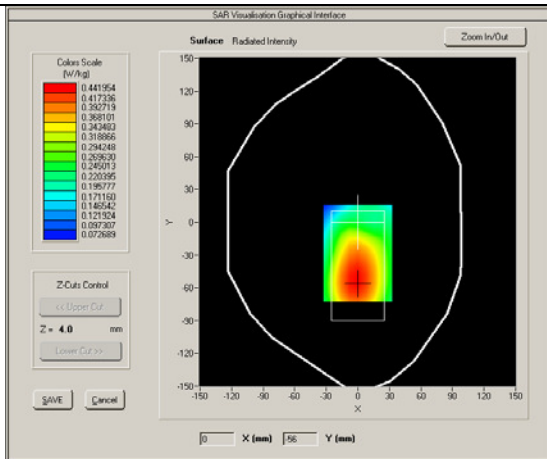 SAR Visualisation Graphical Interface
Surface Radiated Intensity
Zoom In/Out
Colors Scale
(W/kg)
0.441954
0.417336
0.392719
0.368101
0.343483
0.318866
0.294248
0.269630
0.245013
0.220395
0.195777
0.171160
0.146542
0.121924
0.097307
0.072689
Z-Cuts Control
<< Upper Cut
Z = 4.0 mm
Lower Cut >>
SAVE Cancel
150
120
90
60
30
0
-30
-60
-90
-120
-150
Y
-150 -120 -90 -60 -30 0 30 60 90 120 150
X
0 X (mm) -56 Y (mm)